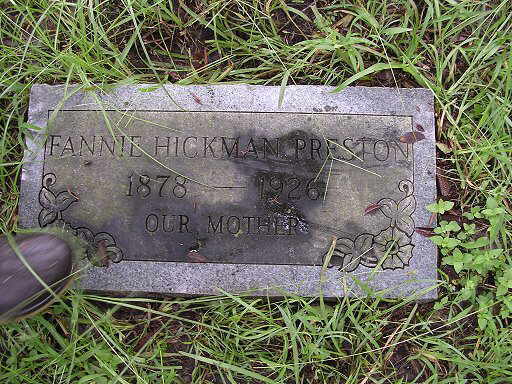 FANNIE HICKMAN PRESTON
1878 — 1926
OUR MOTHER